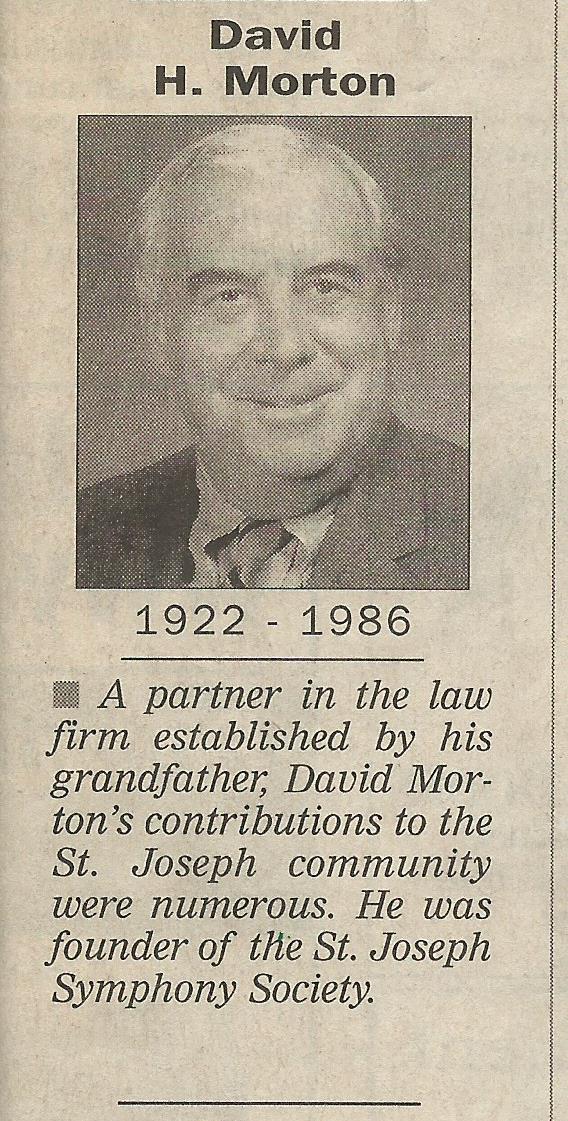 David
H. Morton
1922 - 1986
A partner in the law
firm established by his
grandfather, David Mor-
ton's contributions to the
St. Joseph community
were numerous. He was
founder of the St. Joseph
Symphony Society.